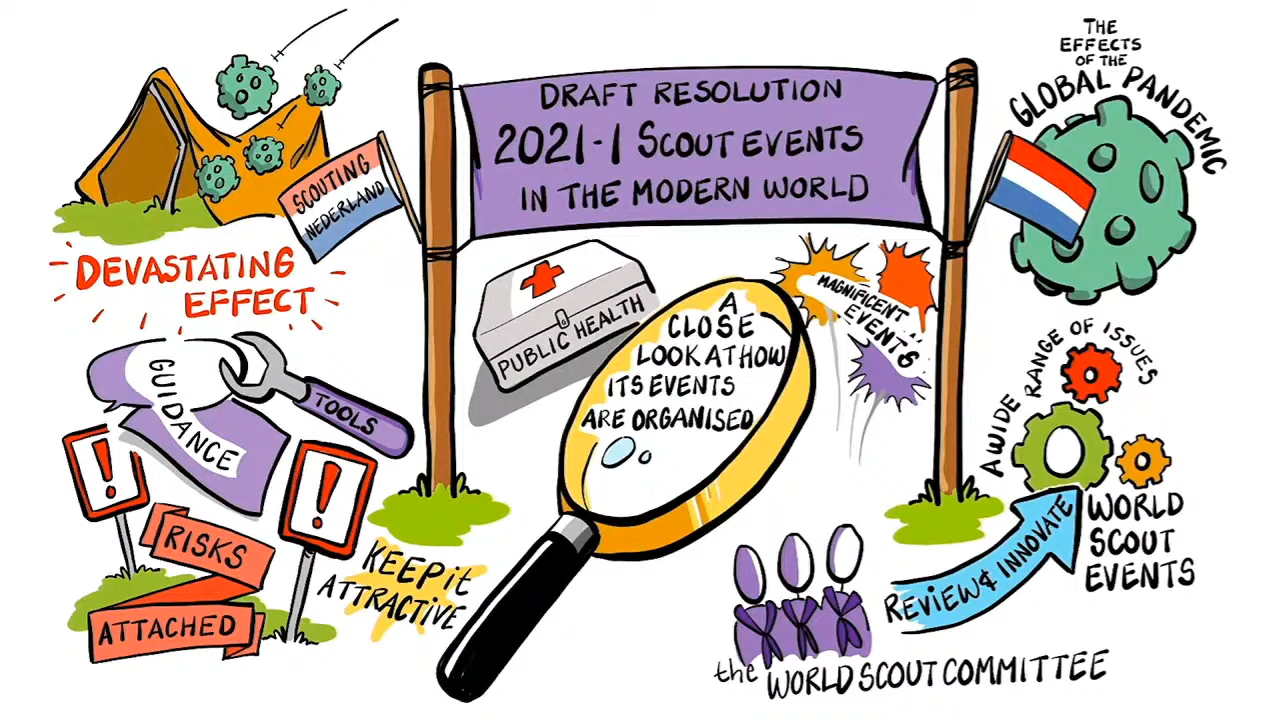 DRAFT RESOLUTION
2021-1 SCOUT EVENTS
IN THE MODERN WORLD
SCOUTING
NEDERLAND
DEVASTATING
EFFECT
THE
EFFECTS
OF THE
GLOBAL PANDEMIC
PUBLIC HEALTH
A
CLOSE
LOOK AT HOW
ITS EVENTS
ARE ORGANISED
MAGNIFICENT
EVENTS
GUIDANCE
TOOLS
!
!
RISKS
ATTACHED
KEEP it
ATTRACTIVE
A WIDE RANGE OF ISSUES
REVIEW & INNOVATE
WORLD
SCOUT
EVENTS
the WORLD SCOUT COMMITTEE